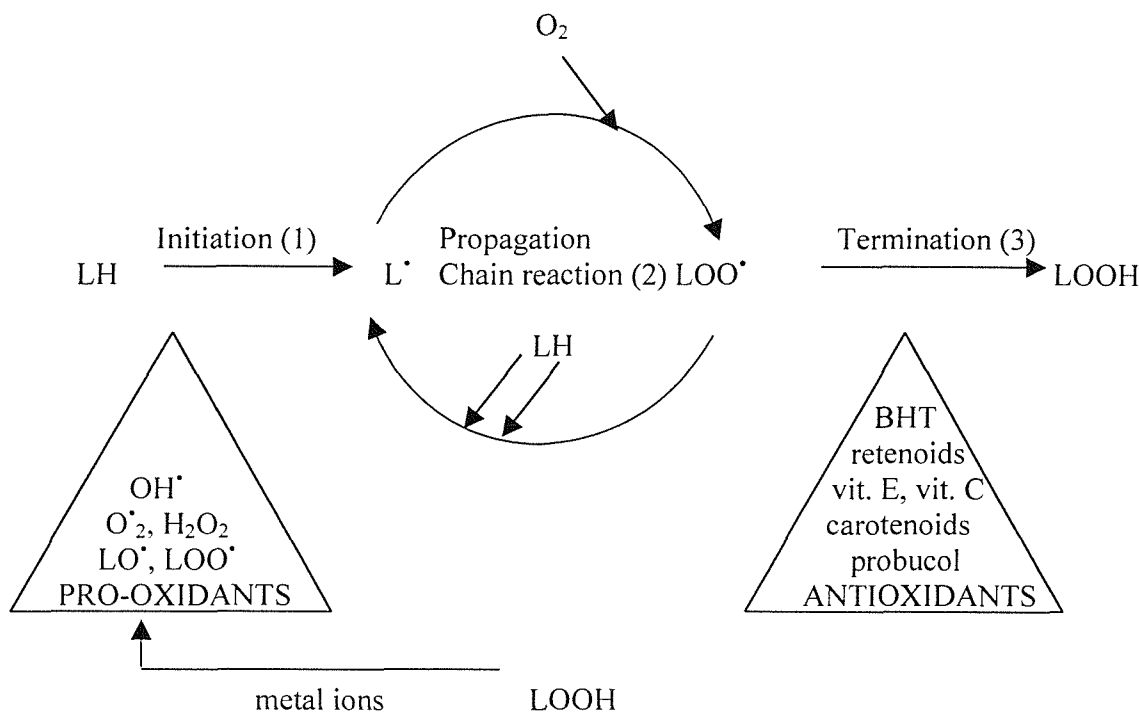 O₂
Initiation (1)
LH
L•
Propagation
Chain reaction (2) LOO•
Termination (3)
LOOH
LH
OH•
O•₂, H₂O₂
LO•, LOO•
PRO-OXIDANTS
BHT
retenoids
vit. E, vit. C
carotenoids
probucol
ANTIOXIDANTS
metal ions
LOOH